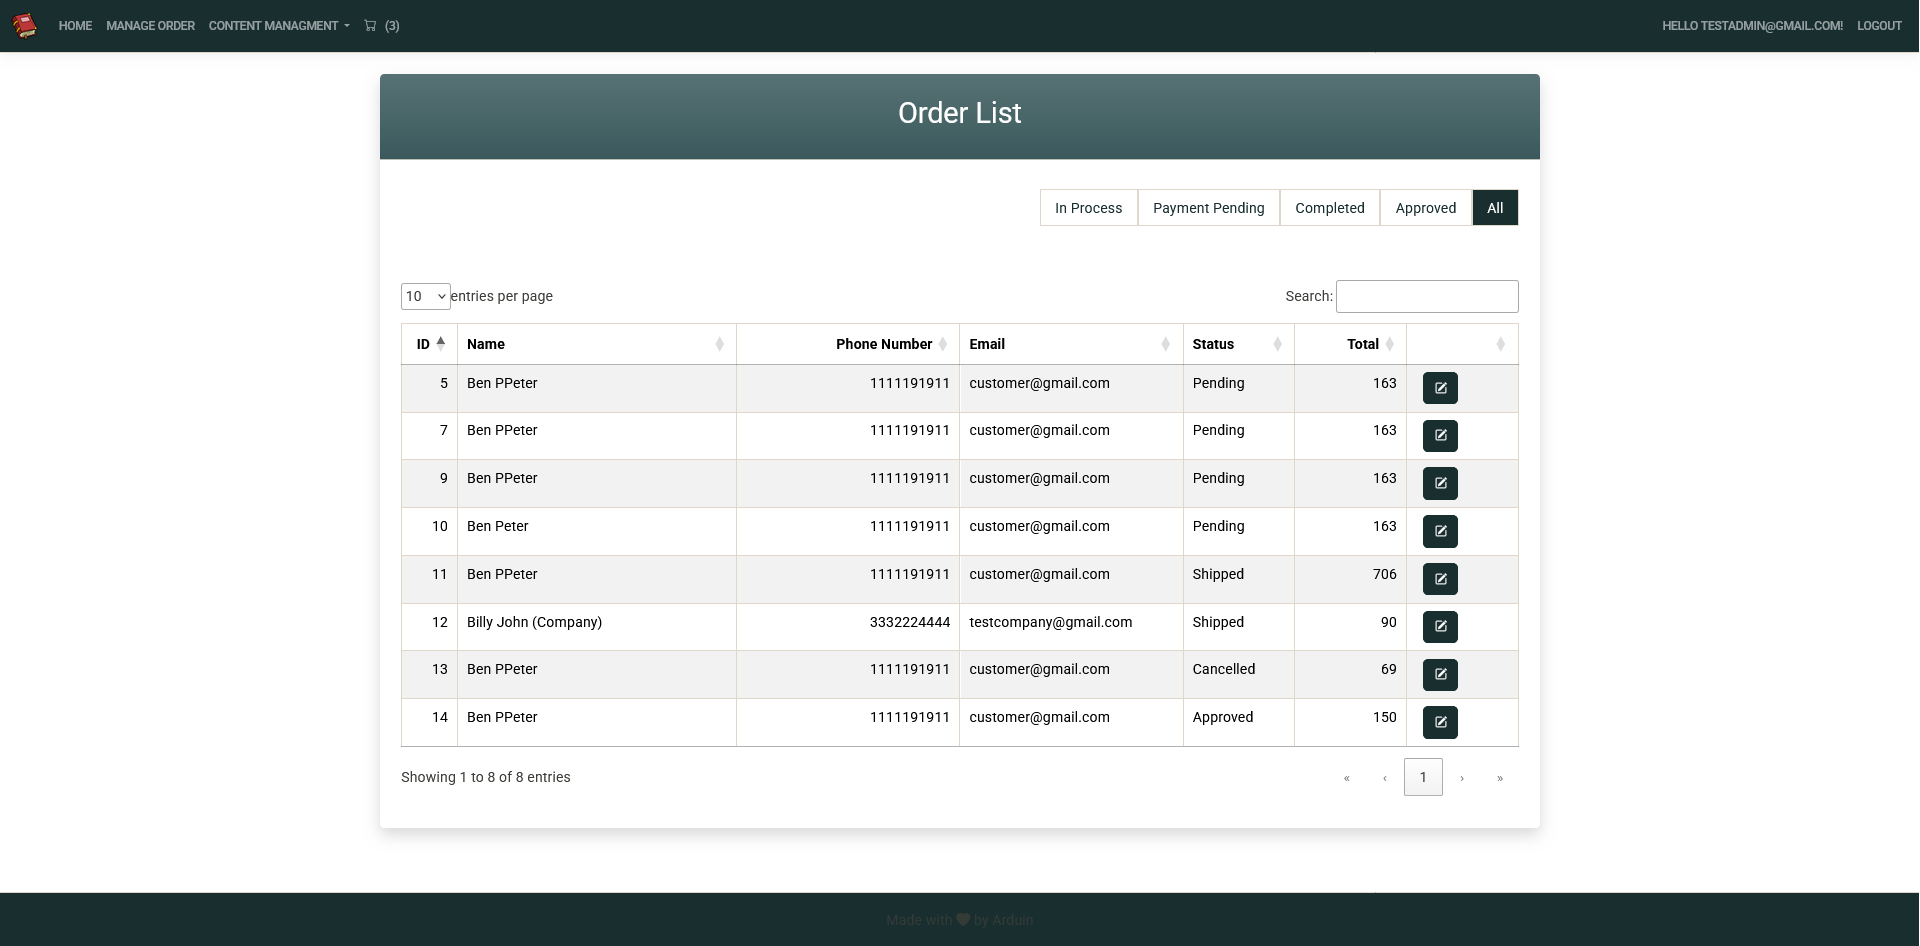 HOME MANAGE ORDER CONTENT MANAGMENT (3) HELLO TESTADMIN@GMAIL.COM! LOGOUT
Order List
In Process Payment Pending Completed Approved All
10 entries per page Search:
ID Name Phone Number Email Status Total
5 Ben PPeter 1111191911 customer@gmail.com Pending 163
7 Ben PPeter 1111191911 customer@gmail.com Pending 163
9 Ben PPeter 1111191911 customer@gmail.com Pending 163
10 Ben Peter 1111191911 customer@gmail.com Pending 163
11 Ben PPeter 1111191911 customer@gmail.com Shipped 706
12 Billy John (Company) 3332224444 testcompany@gmail.com Shipped 90
13 Ben PPeter 1111191911 customer@gmail.com Cancelled 69
14 Ben PPeter 1111191911 customer@gmail.com Approved 150
Showing 1 to 8 of 8 entries « ‹ 1 › »
Made with by Arduin